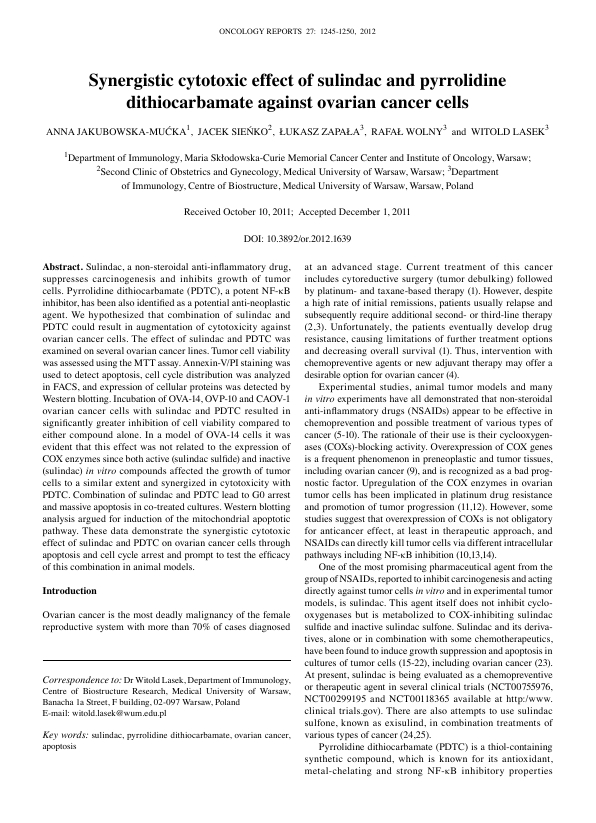 ONCOLOGY REPORTS 27: 1245-1250, 2012
Synergistic cytotoxic effect of sulindac and pyrrolidine
dithiocarbamate against ovarian cancer cells
ANNA JAKUBOWSKA-MUĆKA1, JACEK SIEŃKO2, ŁUKASZ ZAPAŁA3, RAFAŁ WOLNY3 and WITOLD LASEK3
1Department of Immunology, Maria Skłodowska-Curie Memorial Cancer Center and Institute of Oncology, Warsaw;
2Second Clinic of Obstetrics and Gynecology, Medical University of Warsaw, Warsaw; 3Department
of Immunology, Centre of Biostructure, Medical University of Warsaw, Warsaw, Poland
Received October 10, 2011; Accepted December 1, 2011
DOI: 10.3892/or.2012.1639
Abstract. Sulindac, a non-steroidal anti-inflammatory drug,
suppresses carcinogenesis and inhibits growth of tumor
cells. Pyrrolidine dithiocarbamate (PDTC), a potent NF-κB
inhibitor, has been also identified as a potential anti-neoplastic
agent. We hypothesized that combination of sulindac and
PDTC could result in augmentation of cytotoxicity against
ovarian cancer cells. The effect of sulindac and PDTC was
examined on several ovarian cancer lines. Tumor cell viability
was assessed using the MTT assay. Annexin-V/PI staining was
used to detect apoptosis, cell cycle distribution was analyzed
in FACS, and expression of cellular proteins was detected by
Western blotting. Incubation of OVA-14, OVP-10 and CAOV-1
ovarian cancer cells with sulindac and PDTC resulted in
significantly greater inhibition of cell viability compared to
either compound alone. In a model of OVA-14 cells it was
evident that this effect was not related to the expression of
COX enzymes since both active (sulindac sulfide) and inactive
(sulindac) in vitro compounds affected the growth of tumor
cells to a similar extent and synergized in cytotoxicity with
PDTC. Combination of sulindac and PDTC lead to G0 arrest
and massive apoptosis in co-treated cultures. Western blotting
analysis argued for induction of the mitochondrial apoptotic
pathway. These data demonstrate the synergistic cytotoxic
effect of sulindac and PDTC on ovarian cancer cells through
apoptosis and cell cycle arrest and prompt to test the efficacy
of this combination in animal models.
Introduction
Ovarian cancer is the most deadly malignancy of the female
reproductive system with more than 70% of cases diagnosed
Correspondence to: Dr Witold Lasek, Department of Immunology,
Centre of Biostructure Research, Medical University of Warsaw,
Banacha 1a Street, F building, 02-097 Warsaw, Poland
E-mail: witold.lasek@wum.edu.pl
Key words: sulindac, pyrrolidine dithiocarbamate, ovarian cancer,
apoptosis
at an advanced stage. Current treatment of this cancer
includes cytoreductive surgery (tumor debulking) followed
by platinum- and taxane-based therapy (1). However, despite
a high rate of initial remissions, patients usually relapse and
subsequently require additional second- or third-line therapy
(2,3). Unfortunately, the patients eventually develop drug
resistance, causing limitations of further treatment options
and decreasing overall survival (1). Thus, intervention with
chemopreventive agents or new adjuvant therapy may offer a
desirable option for ovarian cancer (4).
Experimental studies, animal tumor models and many
in vitro experiments have all demonstrated that non-steroidal
anti-inflammatory drugs (NSAIDs) appear to be effective in
chemoprevention and possible treatment of various types of
cancer (5-10). The rationale of their use is their cyclooxygen-
ases (COXs)-blocking activity. Overexpression of COX genes
is a frequent phenomenon in preneoplastic and tumor tissues,
including ovarian cancer (9), and is recognized as a bad prog-
nostic factor. Upregulation of the COX enzymes in ovarian
tumor cells has been implicated in platinum drug resistance
and promotion of tumor progression (11,12). However, some
studies suggest that overexpression of COXs is not obligatory
for anticancer effect, at least in therapeutic approach, and
NSAIDs can directly kill tumor cells via different intracellular
pathways including NF-κB inhibition (10,13,14).
One of the most promising pharmaceutical agent from the
group of NSAIDs, reported to inhibit carcinogenesis and acting
directly against tumor cells in vitro and in experimental tumor
models, is sulindac. This agent itself does not inhibit cyclo-
oxygenases but is metabolized to COX-inhibiting sulindac
sulfide and inactive sulindac sulfone. Sulindac and its deriva-
tives, alone or in combination with some chemotherapeutics,
have been found to induce growth suppression and apoptosis in
cultures of tumor cells (15-22), including ovarian cancer (23).
At present, sulindac is being evaluated as a chemopreventive
or therapeutic agent in several clinical trials (NCT00755976,
NCT00299195 and NCT00118365 available at http:/www.
clinical trials.gov). There are also attempts to use sulindac
sulfone, known as exisulind, in combination treatments of
various types of cancer (24,25).
Pyrrolidine dithiocarbamate (PDTC) is a thiol-containing
synthetic compound, which is known for its antioxidant,
metal-chelating and strong NF-κB inhibitory properties